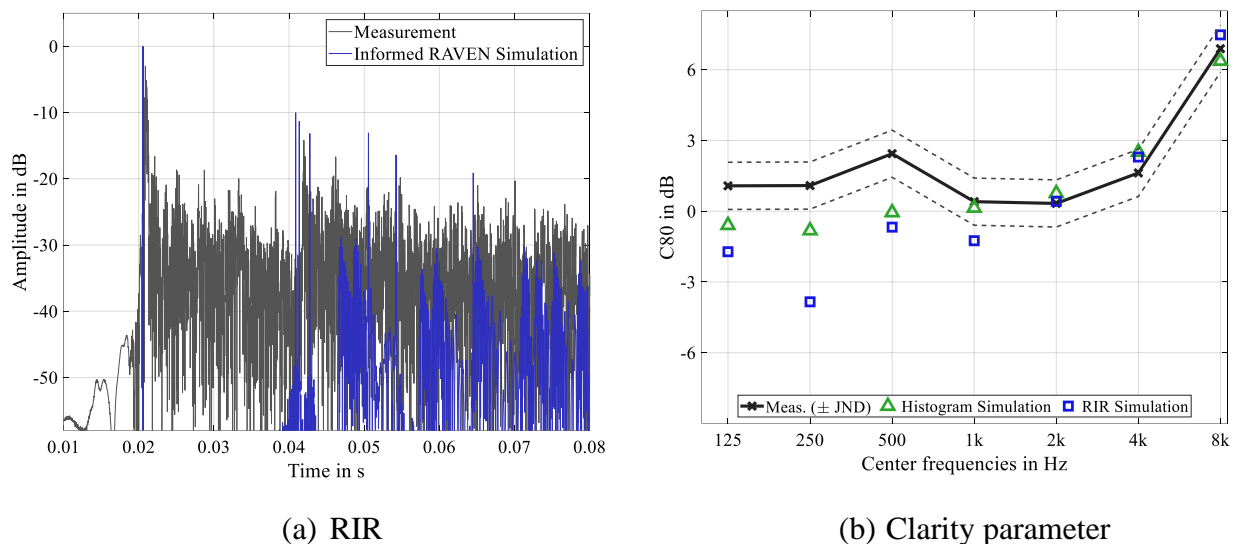 Measurement
Informed RAVEN Simulation
0
-10
-20
-30
-40
-50
Amplitude in dB
0.01 0.02 0.03 0.04 0.05 0.06 0.07 0.08
Time in s
(a) RIR
6
3
0
-3
-6
C80 in dB
Meas. (± JND) Histogram Simulation RIR Simulation
125 250 500 1k 2k 4k 8k
Center frequencies in Hz
(b) Clarity parameter